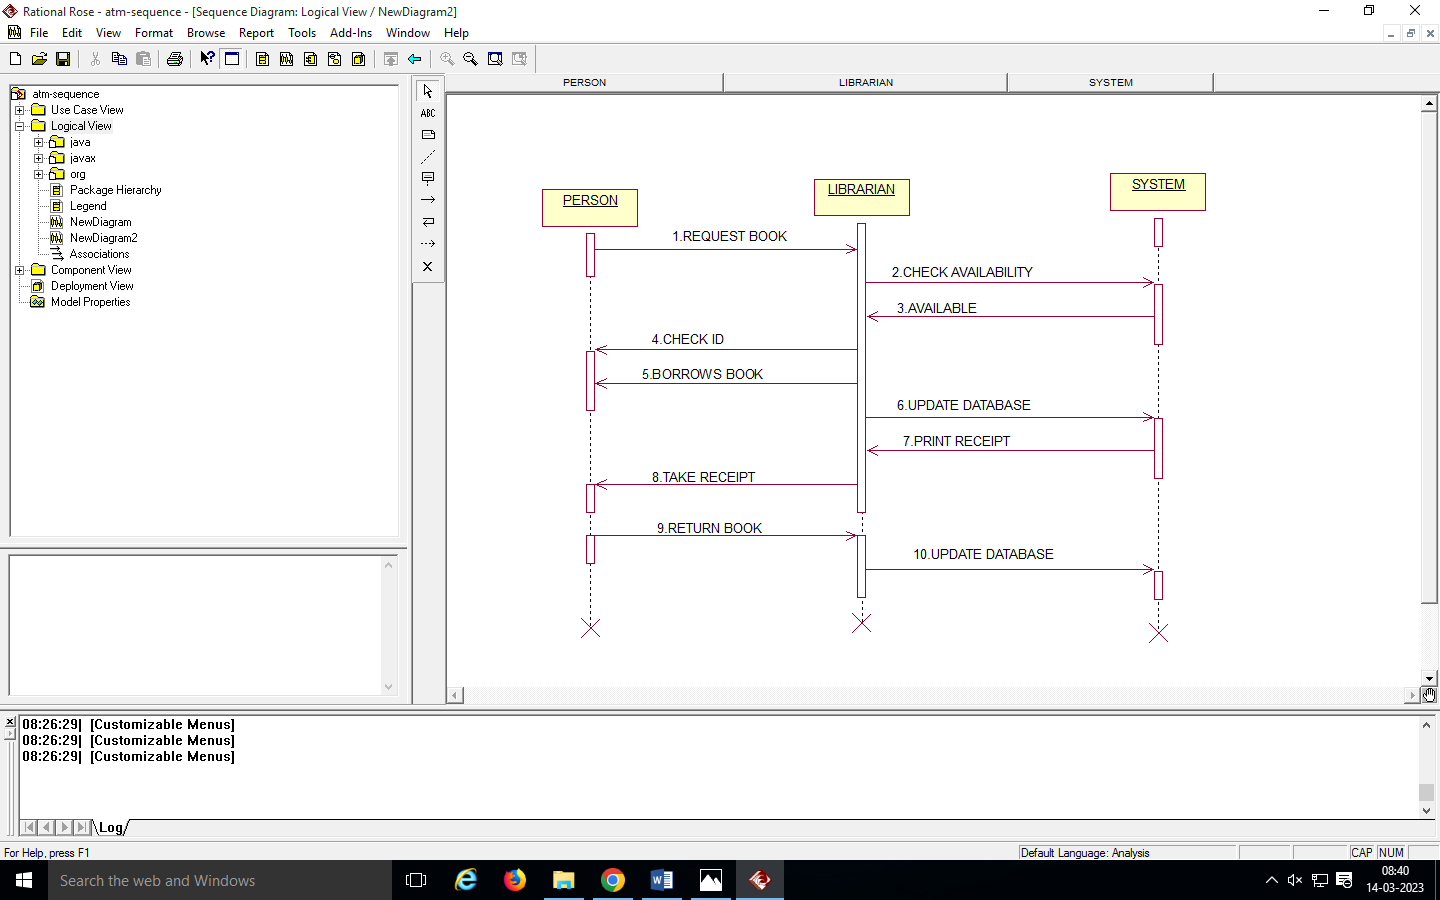 Rational Rose - atm-sequence - [Sequence Diagram: Logical View / NewDiagram2]
File Edit View Format Browse Report Tools Add-Ins Window Help
PERSON LIBRARIAN SYSTEM
atm-sequence
Use Case View
Logical View
java
javax
org
Package Hierarchy
Legend
NewDiagram
NewDiagram2
Associations
Component View
Deployment View
Model Properties
ABC
PERSON
LIBRARIAN
SYSTEM
1.REQUEST BOOK
2.CHECK AVAILABILITY
3.AVAILABLE
4.CHECK ID
5.BORROWS BOOK
6.UPDATE DATABASE
7.PRINT RECEIPT
8.TAKE RECEIPT
9.RETURN BOOK
10.UPDATE DATABASE
08:26:29| [Customizable Menus]
08:26:29| [Customizable Menus]
08:26:29| [Customizable Menus]
Log
For Help, press F1
Default Language: Analysis
CAP NUM
Search the web and Windows
08:40
14-03-2023